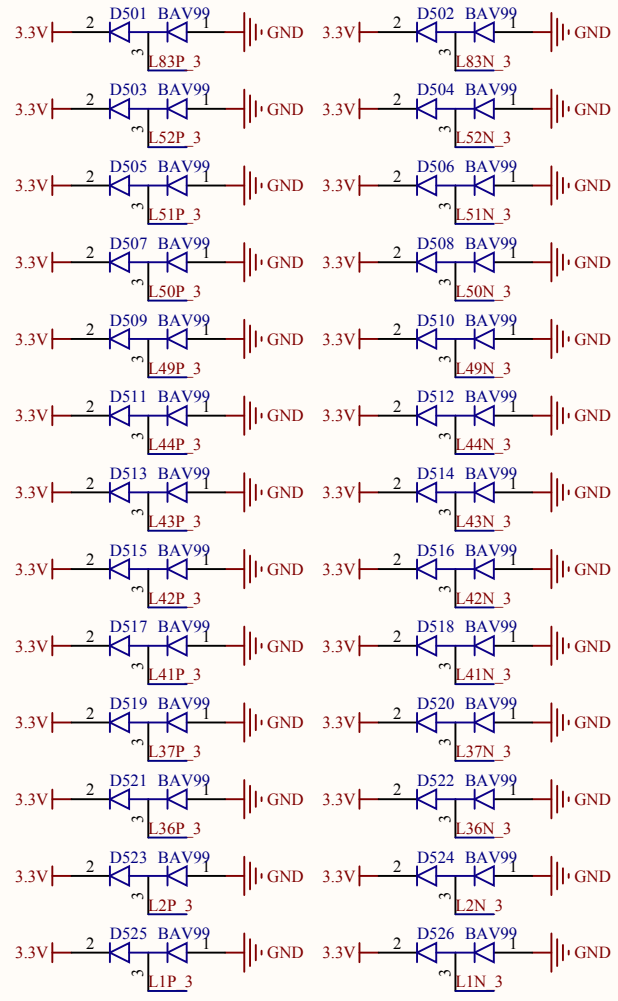 D501 BAV99 D502 BAV99
3.3V 2 1 GND 3.3V 2 1 GND
3 L83P_3 3 L83N_3
D503 BAV99 D504 BAV99
3.3V 2 1 GND 3.3V 2 1 GND
3 L52P_3 3 L52N_3
D505 BAV99 D506 BAV99
3.3V 2 1 GND 3.3V 2 1 GND
3 L51P_3 3 L51N_3
D507 BAV99 D508 BAV99
3.3V 2 1 GND 3.3V 2 1 GND
3 L50P_3 3 L50N_3
D509 BAV99 D510 BAV99
3.3V 2 1 GND 3.3V 2 1 GND
3 L49P_3 3 L49N_3
D511 BAV99 D512 BAV99
3.3V 2 1 GND 3.3V 2 1 GND
3 L44P_3 3 L44N_3
D513 BAV99 D514 BAV99
3.3V 2 1 GND 3.3V 2 1 GND
3 L43P_3 3 L43N_3
D515 BAV99 D516 BAV99
3.3V 2 1 GND 3.3V 2 1 GND
3 L42P_3 3 L42N_3
D517 BAV99 D518 BAV99
3.3V 2 1 GND 3.3V 2 1 GND
3 L41P_3 3 L41N_3
D519 BAV99 D520 BAV99
3.3V 2 1 GND 3.3V 2 1 GND
3 L37P_3 3 L37N_3
D521 BAV99 D522 BAV99
3.3V 2 1 GND 3.3V 2 1 GND
3 L36P_3 3 L36N_3
D523 BAV99 D524 BAV99
3.3V 2 1 GND 3.3V 2 1 GND
3 L2P_3 3 L2N_3
D525 BAV99 D526 BAV99
3.3V 2 1 GND 3.3V 2 1 GND
3 L1P_3 3 L1N_3